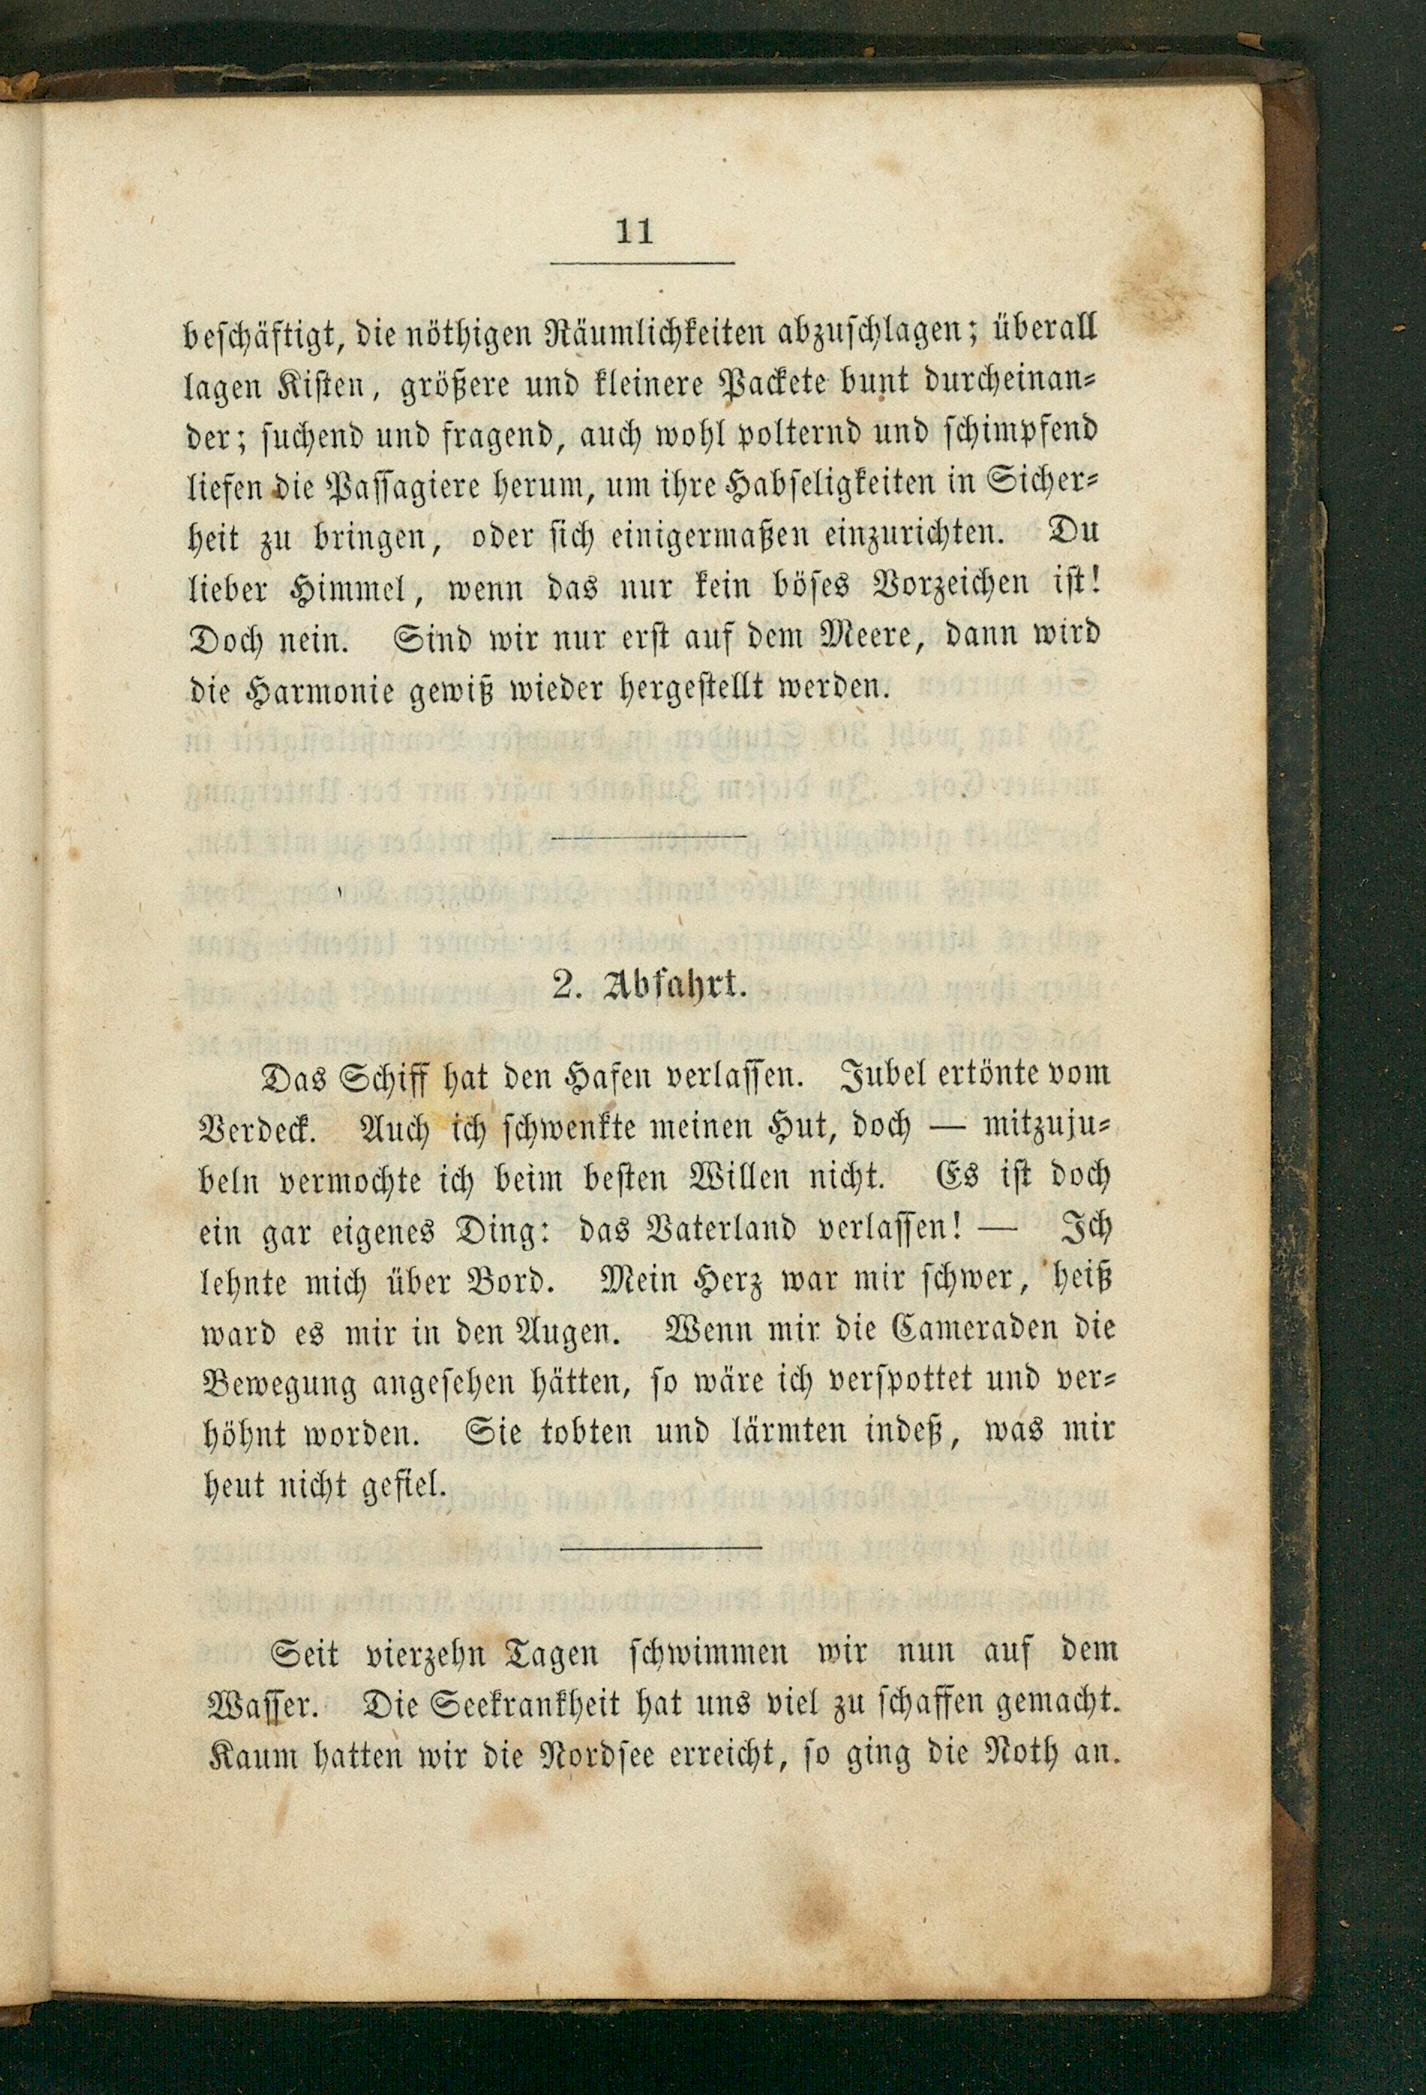 11
beschäftigt, die nöthigen Räumlichkeiten abzuschlagen; überall
lagen Kisten, größere und kleinere Packete bunt durcheinan-
der; suchend und fragend, auch wohl polternd und schimpfend
liefen die Passagiere herum, um ihre Habseligkeiten in Sicher-
heit zu bringen, oder sich einigermaßen einzurichten. Du
lieber Himmel, wenn das nur kein böses Vorzeichen ist!
Doch nein. Sind wir nur erst auf dem Meere, dann wird
die Harmonie gewiß wieder hergestellt werden.
2. Abfahrt.
Das Schiff hat den Hafen verlassen. Jubel ertönte vom
Verdeck. Auch ich schwenkte meinen Hut, doch — mitzuju-
beln vermochte ich beim besten Willen nicht. Es ist doch
ein gar eigenes Ding: das Vaterland verlassen! — Ich
lehnte mich über Bord. Mein Herz war mir schwer, heiß
ward es mir in den Augen. Wenn mir die Cameraden die
Bewegung angesehen hätten, so wäre ich verspottet und ver-
höhnt worden. Sie tobten und lärmten indeß, was mir
heut nicht gefiel.
Seit vierzehn Tagen schwimmen wir nun auf dem
Wasser. Die Seekrankheit hat uns viel zu schaffen gemacht.
Kaum hatten wir die Nordsee erreicht, so ging die Noth an.